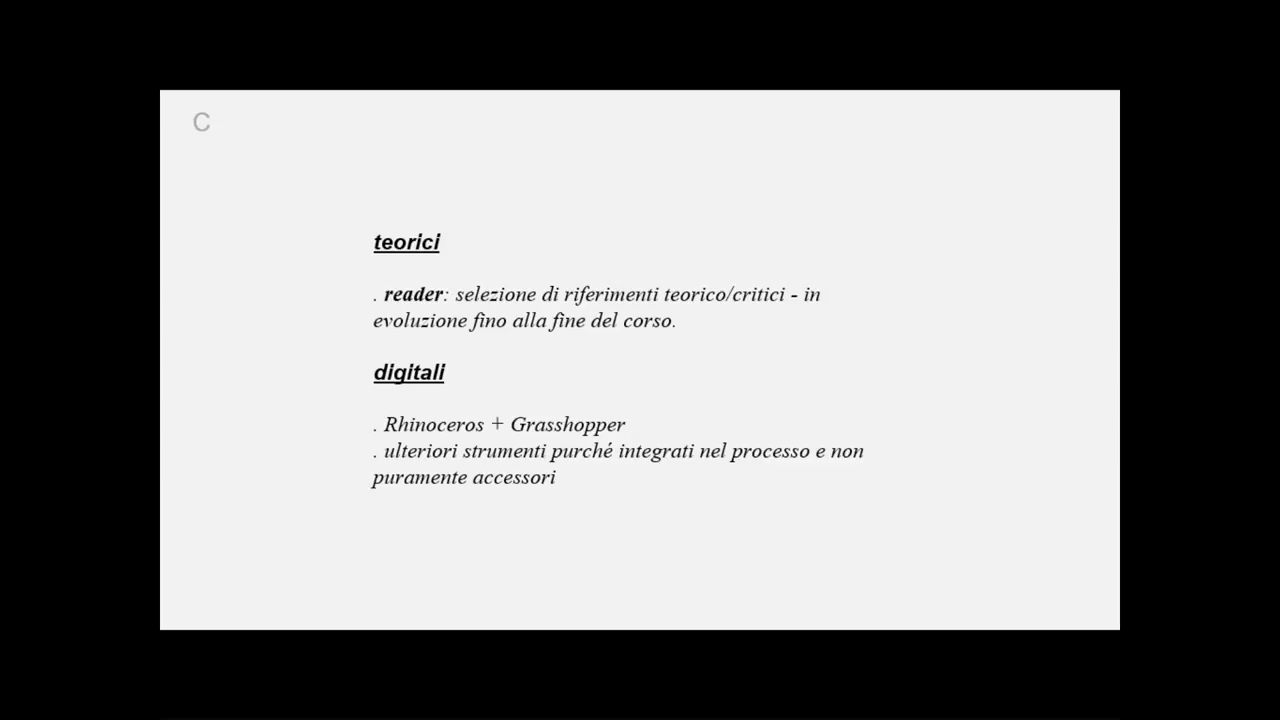 C
teorici
. reader: selezione di riferimenti teorico/critici - in
evoluzione fino alla fine del corso.
digitali
. Rhinoceros + Grasshopper
. ulteriori strumenti purché integrati nel processo e non
puramente accessori